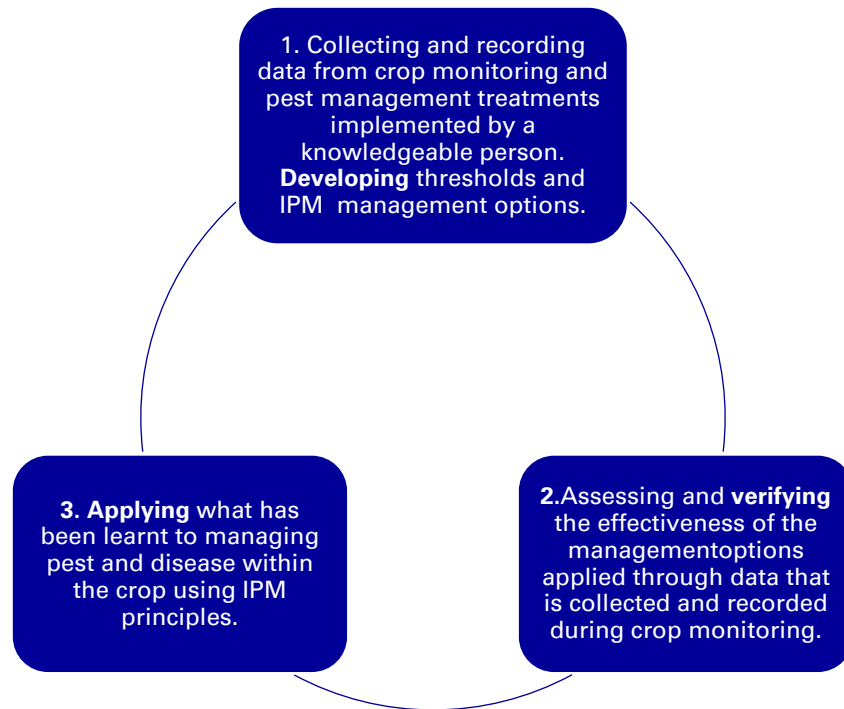 1. Collecting and recording
data from crop monitoring and
pest management treatments
implemented by a
knowledgeable person.
Developing thresholds and
IPM management options.
2.Assessing and verifying
the effectiveness of the
managementoptions
applied through data that
is collected and recorded
during crop monitoring.
3. Applying what has
been learnt to managing
pest and disease within
the crop using IPM
principles.